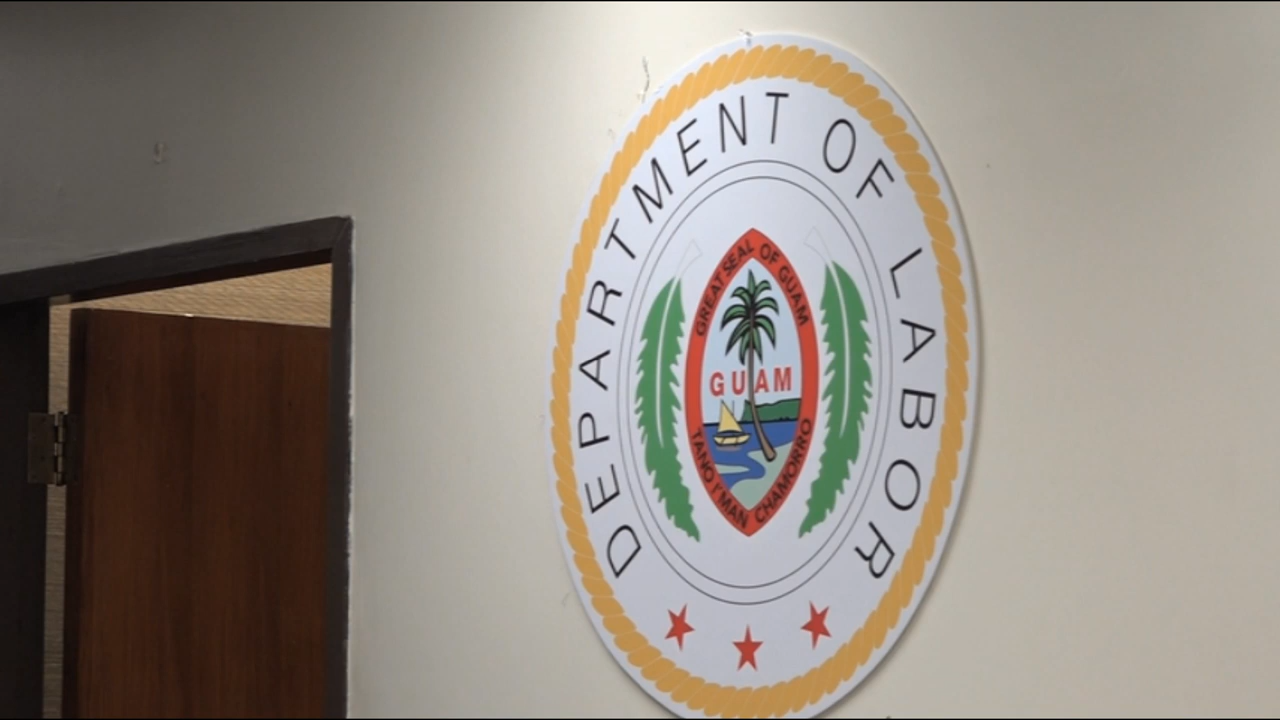 DEPARTMENT OF LABOR
GREAT SEAL OF GUAM
GUAM
TANO I'MAN CHAMORRO